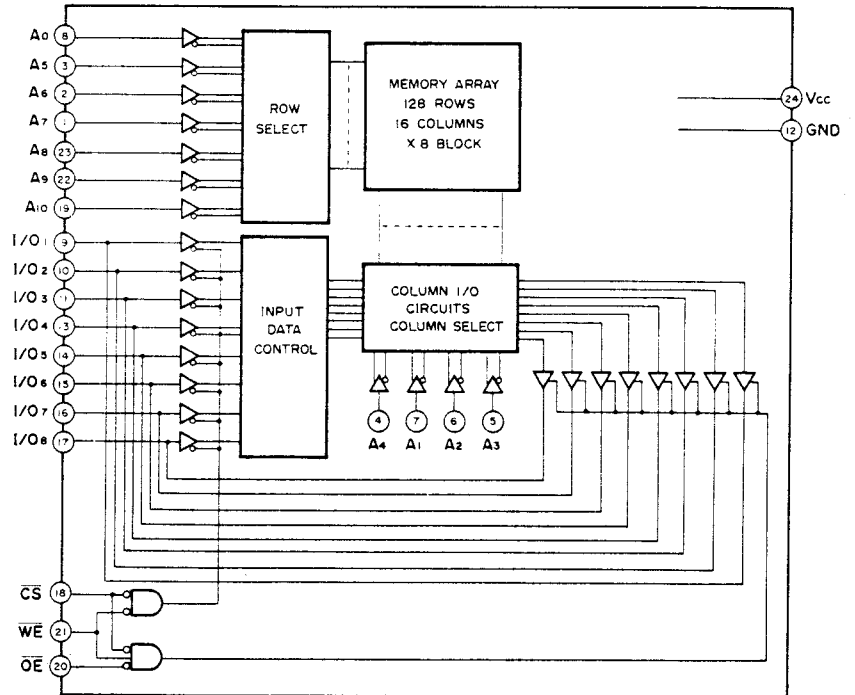 A0 8
A5 3
A6 2
A7 1
A8 23
A9 22
A10 19
I/O1 9
I/O2 10
I/O3 11
I/O4 13
I/O5 14
I/O6 15
I/O7 16
I/O8 17
ROW
SELECT
MEMORY ARRAY
128 ROWS
16 COLUMNS
X 8 BLOCK
24 Vcc
12 GND
INPUT
DATA
CONTROL
COLUMN I/O
CIRCUITS
COLUMN SELECT
4 7 6 5
A4 A1 A2 A3
C̅S̅ 18
W̅E̅ 21
O̅E̅ 20